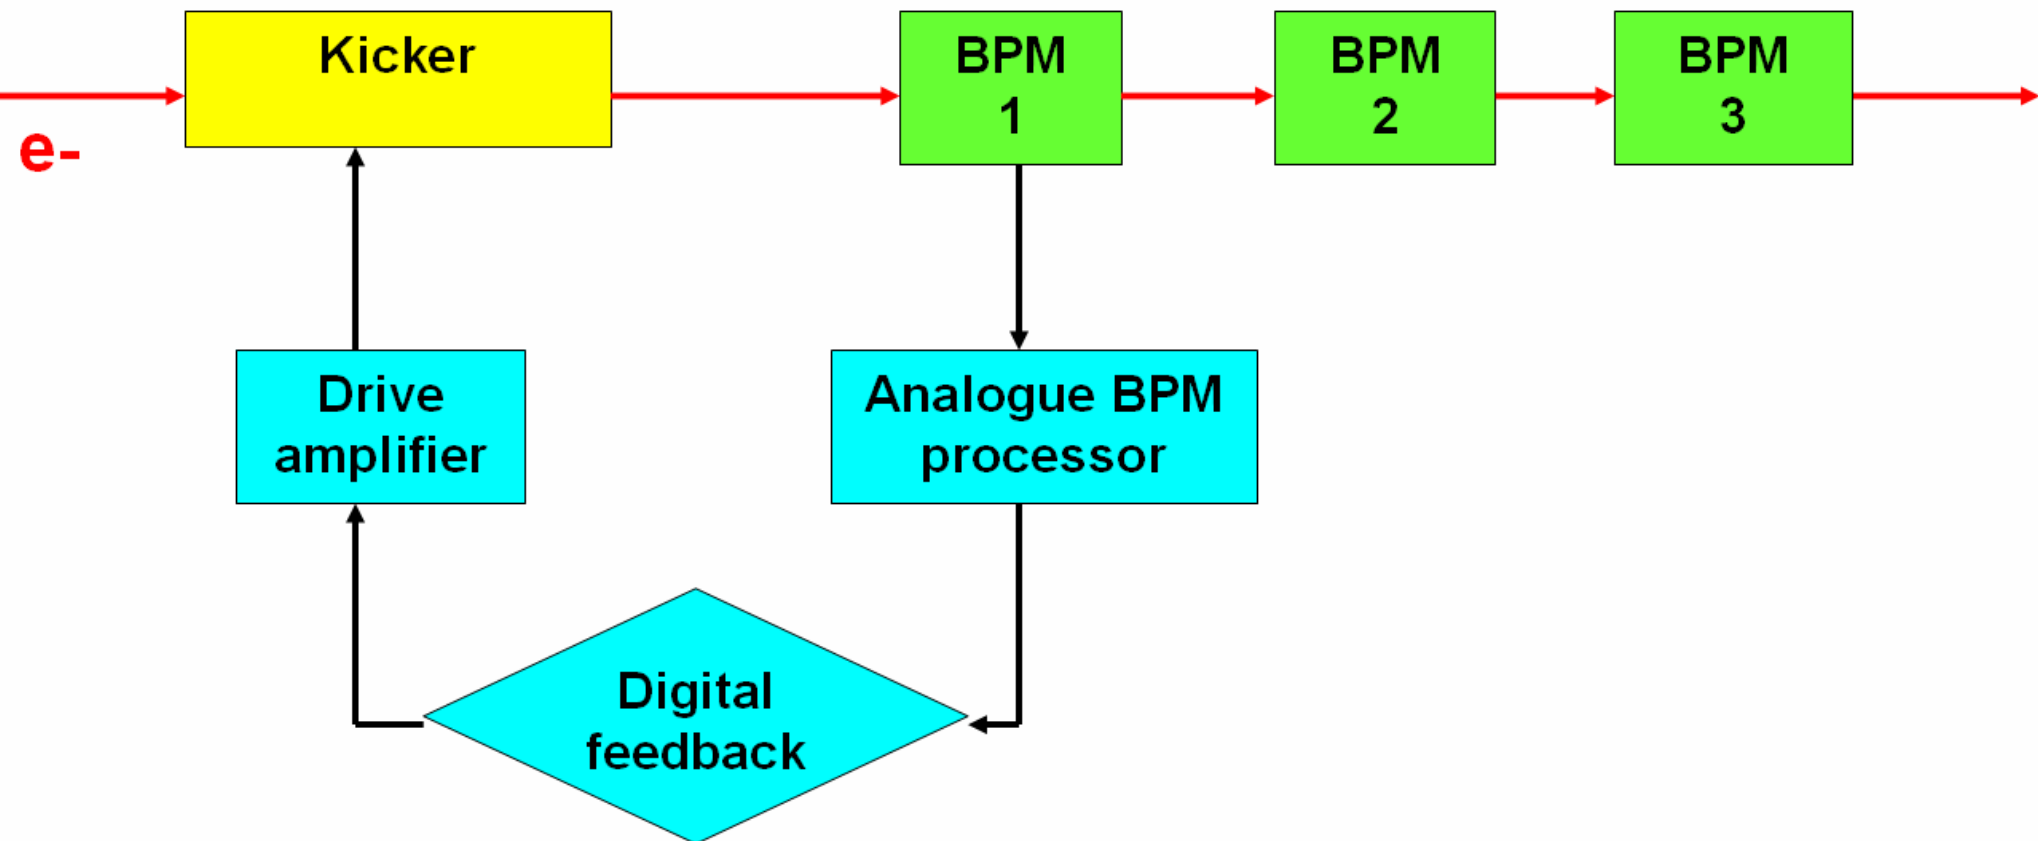 Kicker
BPM
1
BPM
2
BPM
3
e-
Drive
amplifier
Analogue BPM
processor
Digital
feedback